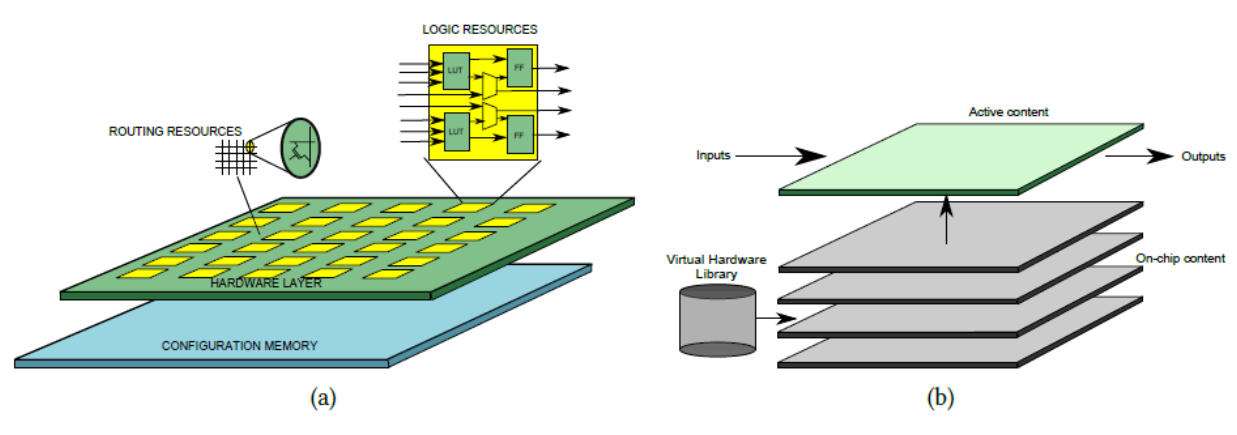 LOGIC RESOURCES
LUT
FF
LUT
FF
ROUTING RESOURCES
HARDWARE LAYER
CONFIGURATION MEMORY
(a)
Active content
Inputs
Outputs
Virtual Hardware
Library
On-chip content
(b)